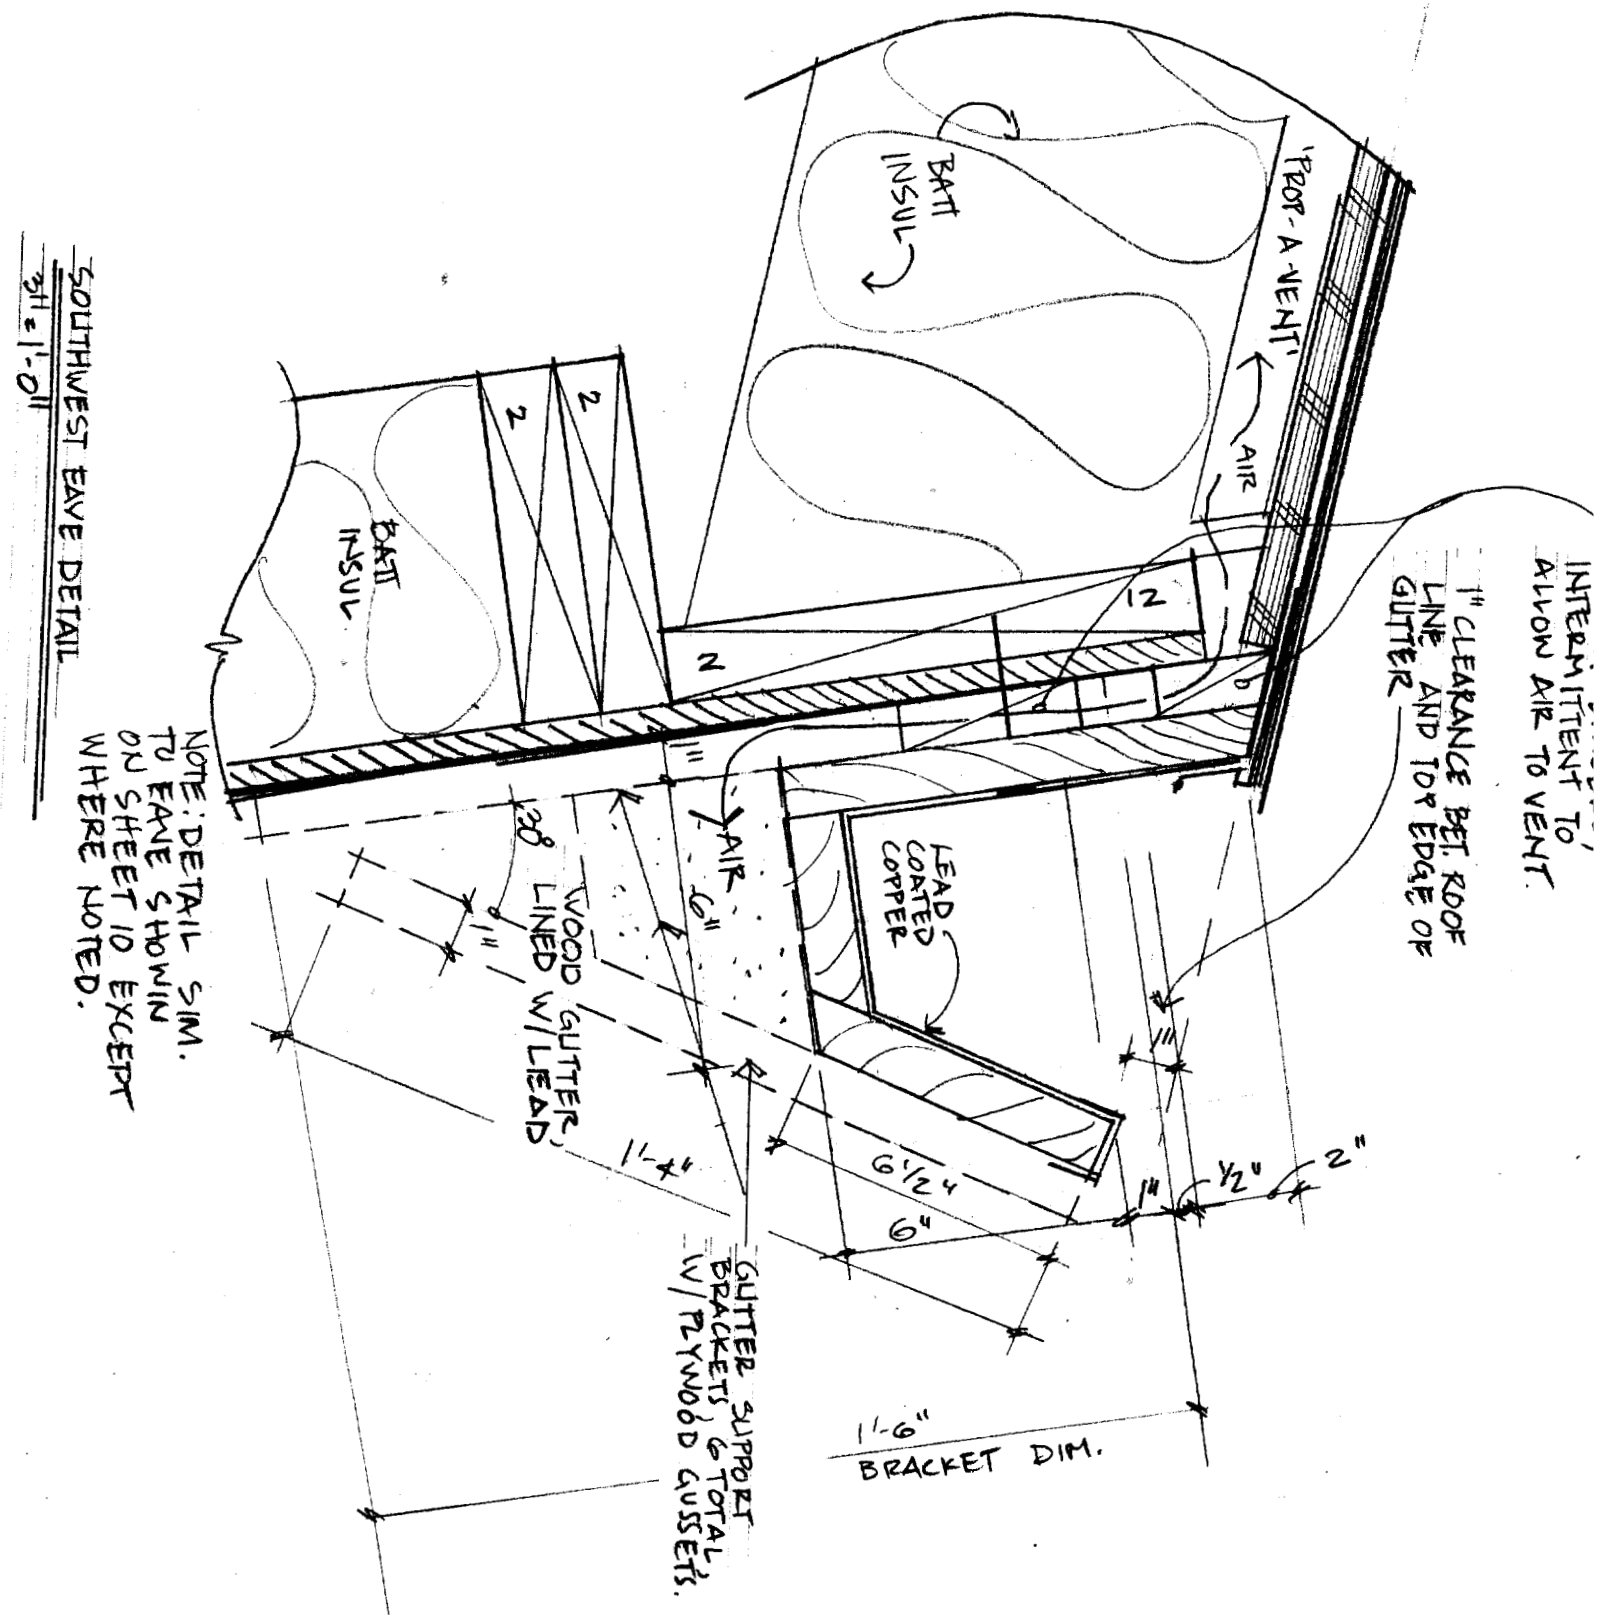 INTERMITTENT TO
ALLOW AIR TO VENT.
1" CLEARANCE BET. ROOF
LINE AND TOP EDGE OF
GUTTER
'PROP-A-VENT'
AIR
BATT
INSUL
12
2
2
2
BATT
INSUL
1"
AIR
6"
30°
1"
LEAD
COATED
COPPER
WOOD GUTTER
LINED W/LEAD
1"
2"
1/2"
1"
6"
6 1/2"
1'-4"
GUTTER SUPPORT
BRACKETS, 6 TOTAL
W/PLYWOOD GUSSETS.
1'-6"
BRACKET DIM.
NOTE: DETAIL SIM.
TO EAVE SHOWIN
ON SHEET 10 EXCEPT
WHERE NOTED.
SOUTHWEST EAVE DETAIL
3" = 1'-0"